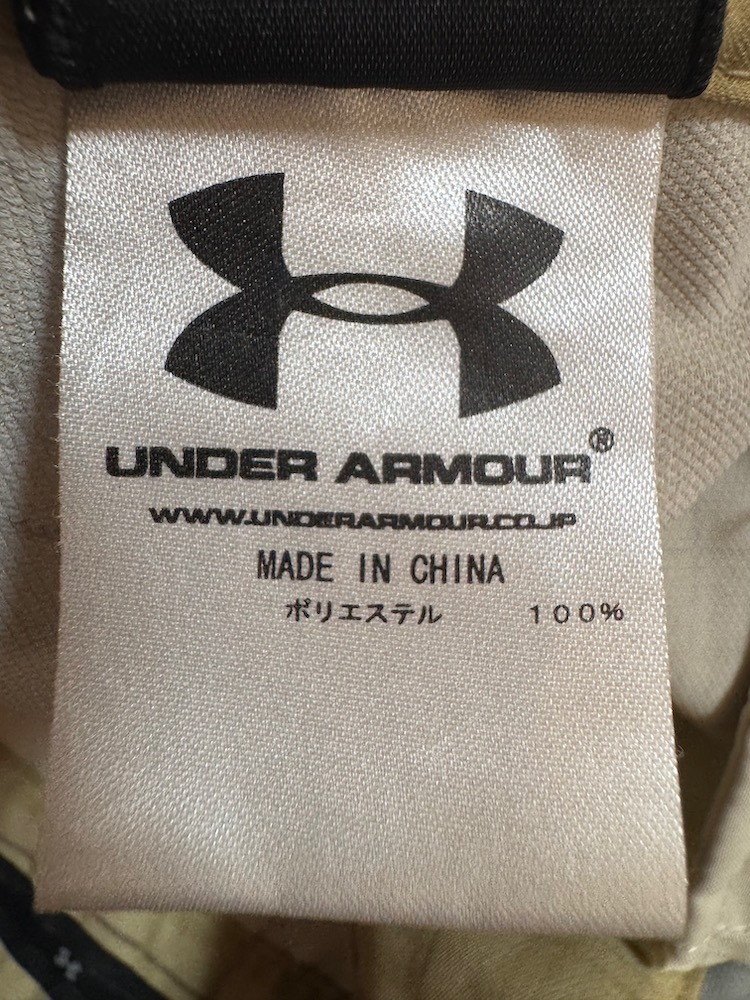 UNDER ARMOUR®
WWW.UNDERARMOUR.CO.JP
MADE IN CHINA
ポリエステル 100%